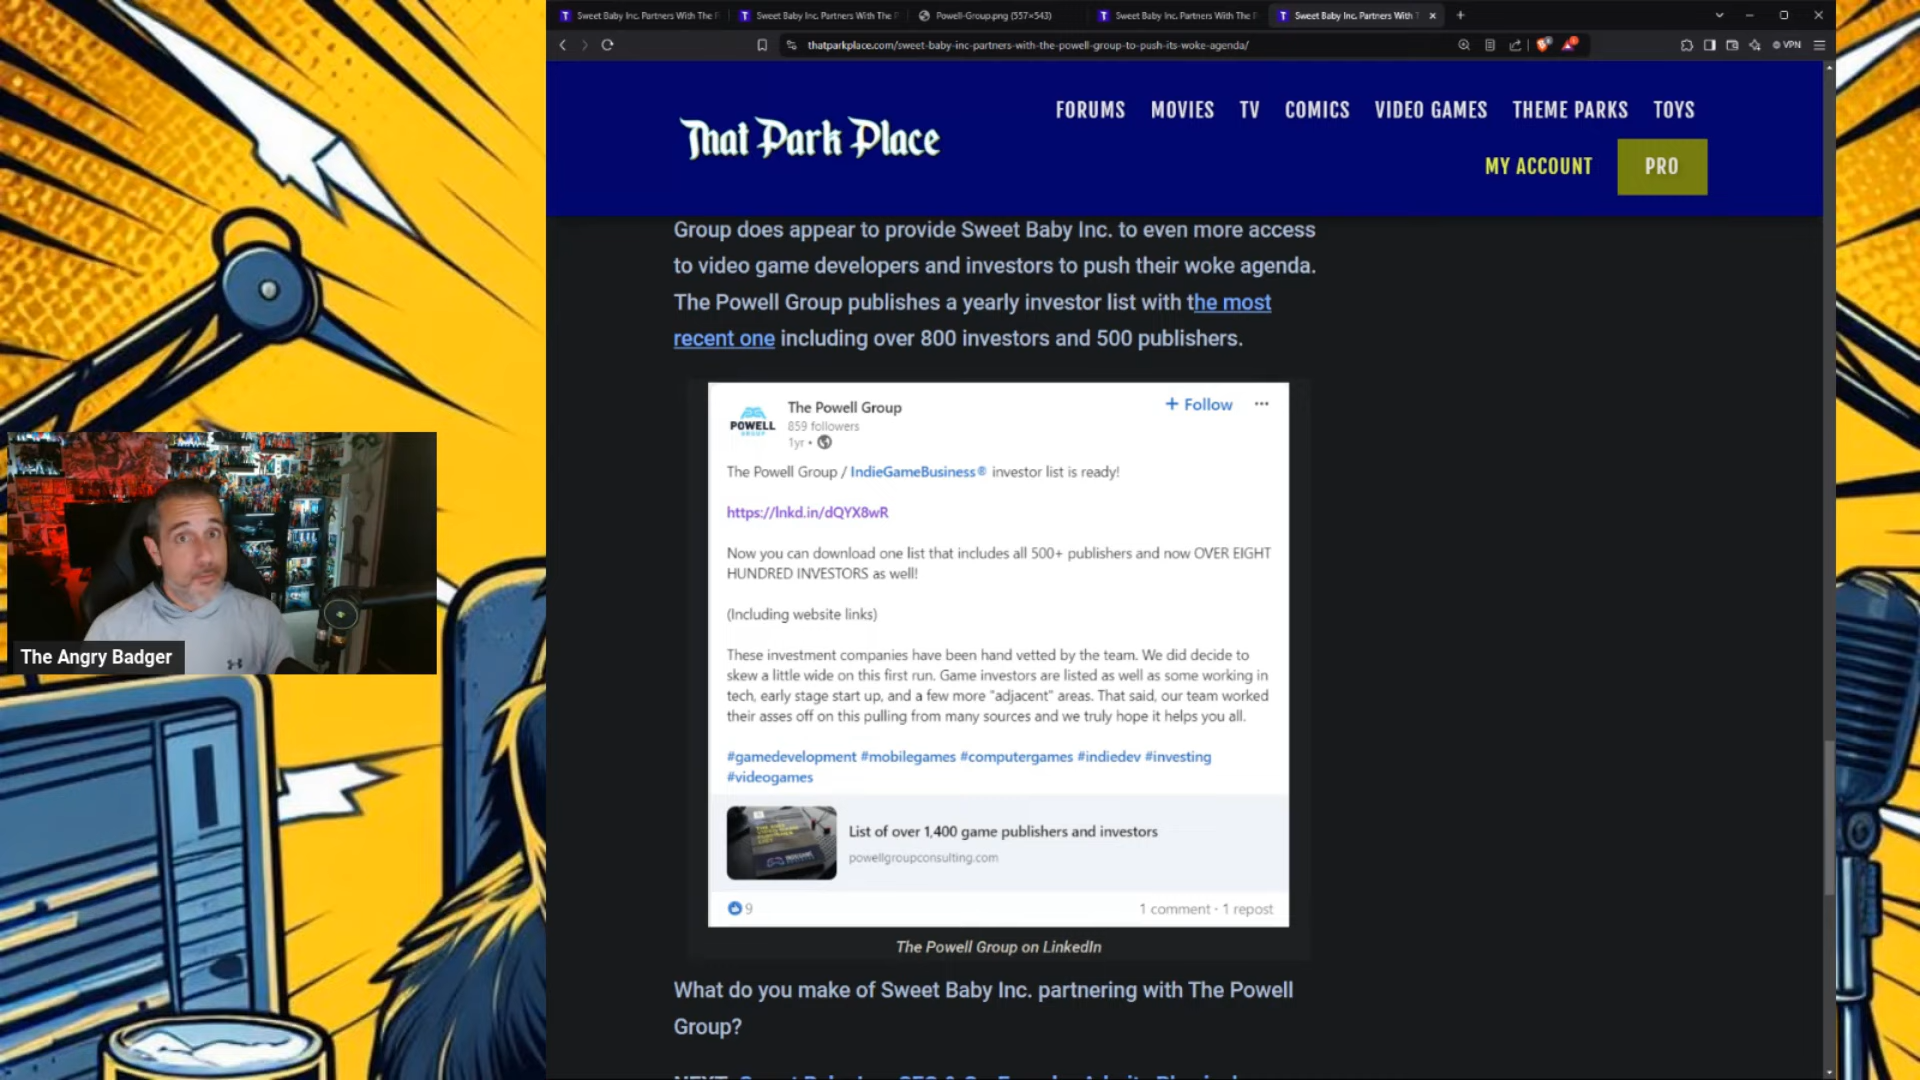 Sweet Baby Inc. Partners With The P
Sweet Baby Inc. Partners With The P
Powell-Group.png (557×543)
Sweet Baby Inc. Partners With The P
Sweet Baby Inc. Partners With T
thatparkplace.com/sweet-baby-inc-partners-with-the-powell-group-to-push-its-woke-agenda/
VPN
That Park Place
FORUMS MOVIES TV COMICS VIDEO GAMES THEME PARKS TOYS
MY ACCOUNT PRO
Group does appear to provide Sweet Baby Inc. to even more access
to video game developers and investors to push their woke agenda.
The Powell Group publishes a yearly investor list with the most
recent one including over 800 investors and 500 publishers.
POWELL
GROUP
The Powell Group
+ Follow ···
859 followers
1yr •
The Powell Group / IndieGameBusiness® investor list is ready!
https://lnkd.in/dQYX8wR
Now you can download one list that includes all 500+ publishers and now OVER EIGHT
HUNDRED INVESTORS as well!
(Including website links)
These investment companies have been hand vetted by the team. We did decide to
skew a little wide on this first run. Game investors are listed as well as some working in
tech, early stage start up, and a few more "adjacent" areas. That said, our team worked
their asses off on this pulling from many sources and we truly hope it helps you all.
#gamedevelopment #mobilegames #computergames #indiedev #investing
#videogames
List of over 1,400 game publishers and investors
powellgroupconsulting.com
9
1 comment · 1 repost
The Powell Group on LinkedIn
What do you make of Sweet Baby Inc. partnering with The Powell
Group?
The Angry Badger